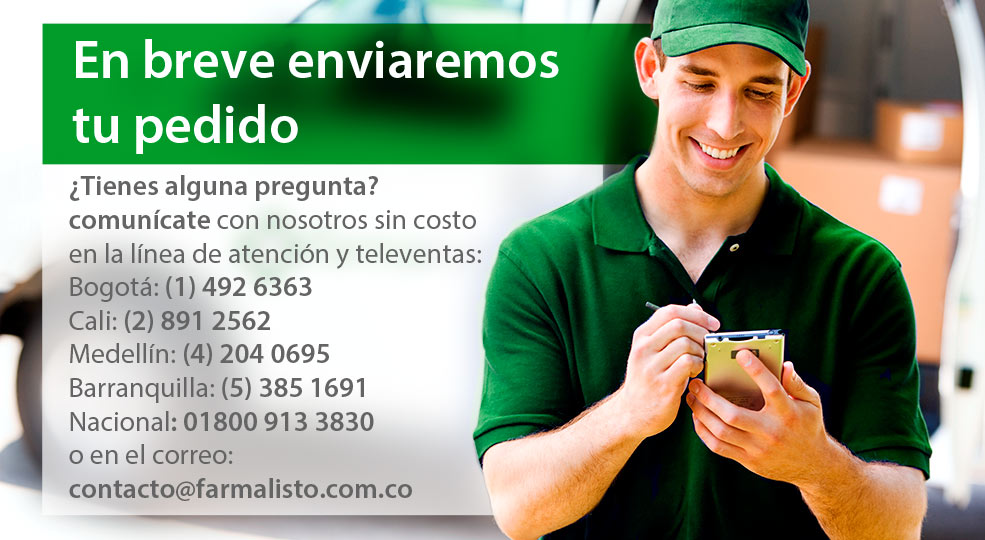 En breve enviaremos
tu pedido
¿Tienes alguna pregunta?
comunícate con nosotros sin costo
en la línea de atención y televentas:
Bogotá: (1) 492 6363
Cali: (2) 891 2562
Medellín: (4) 204 0695
Barranquilla: (5) 385 1691
Nacional: 01800 913 3830
o en el correo:
contacto@farmalisto.com.co